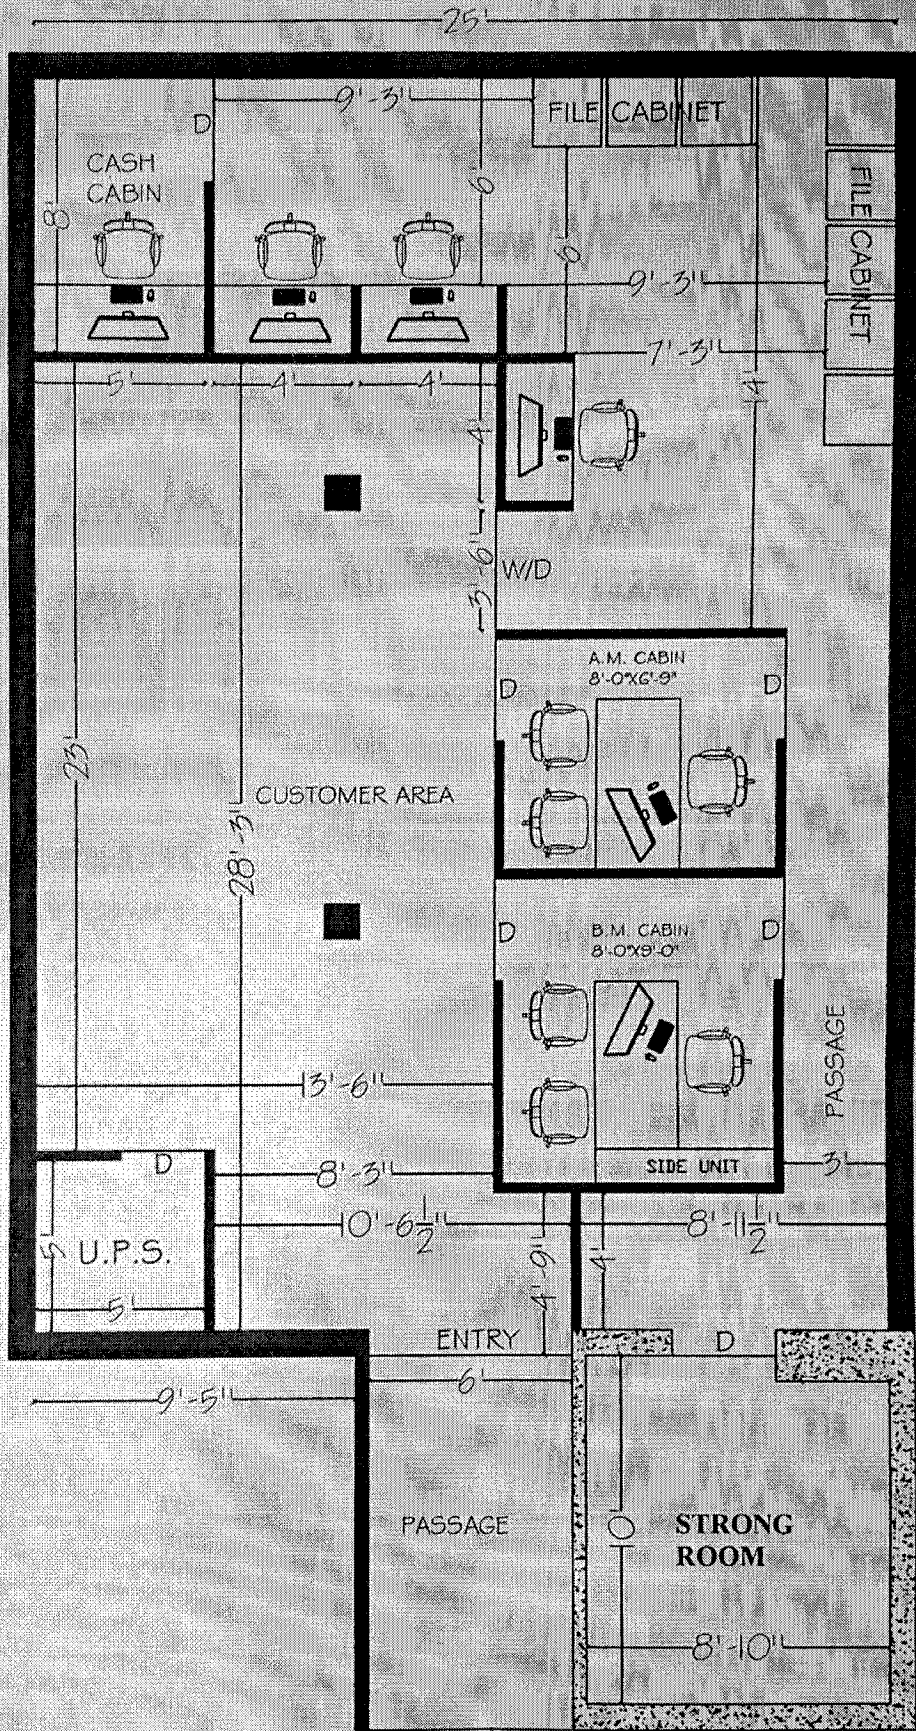 25'
9'-3"
FILE CABINET
D
CASH
CABIN
8'
6'
6'
FILE CABINET
9'-3"
7'-3"
5'
4'
4'
4'
14'
3'-6"
W/D
A.M. CABIN
8'-0"X6'-9"
D
D
23'
CUSTOMER AREA
28'-3"
D
B.M. CABIN
8'-0"X9'-0"
D
PASSAGE
13'-6"
D
8'-3"
SIDE UNIT
3'
10'-6 1/2"
8'-11 1/2"
5'
U.P.S.
4'-9"
4'
5'
ENTRY
D
6'
9'-5"
PASSAGE
STRONG
ROOM
8'-10"